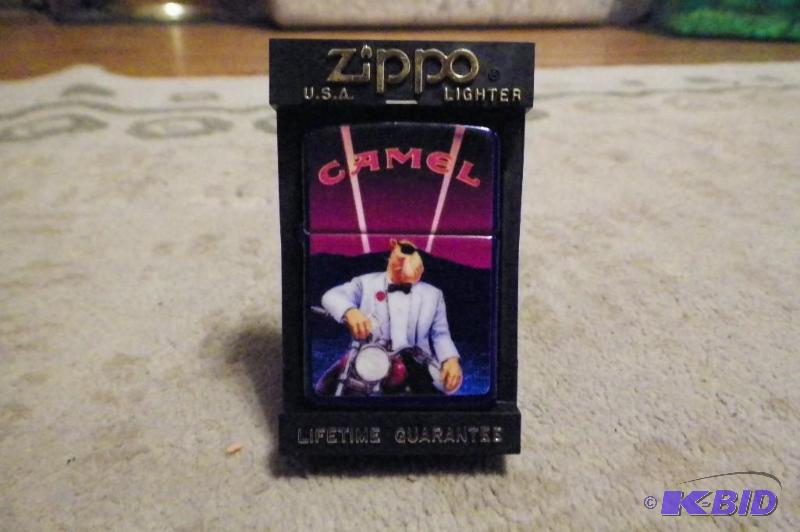 Zippo®
U.S.A. LIGHTER
CAMEL
LIFETIME GUARANTEE
© K-BID